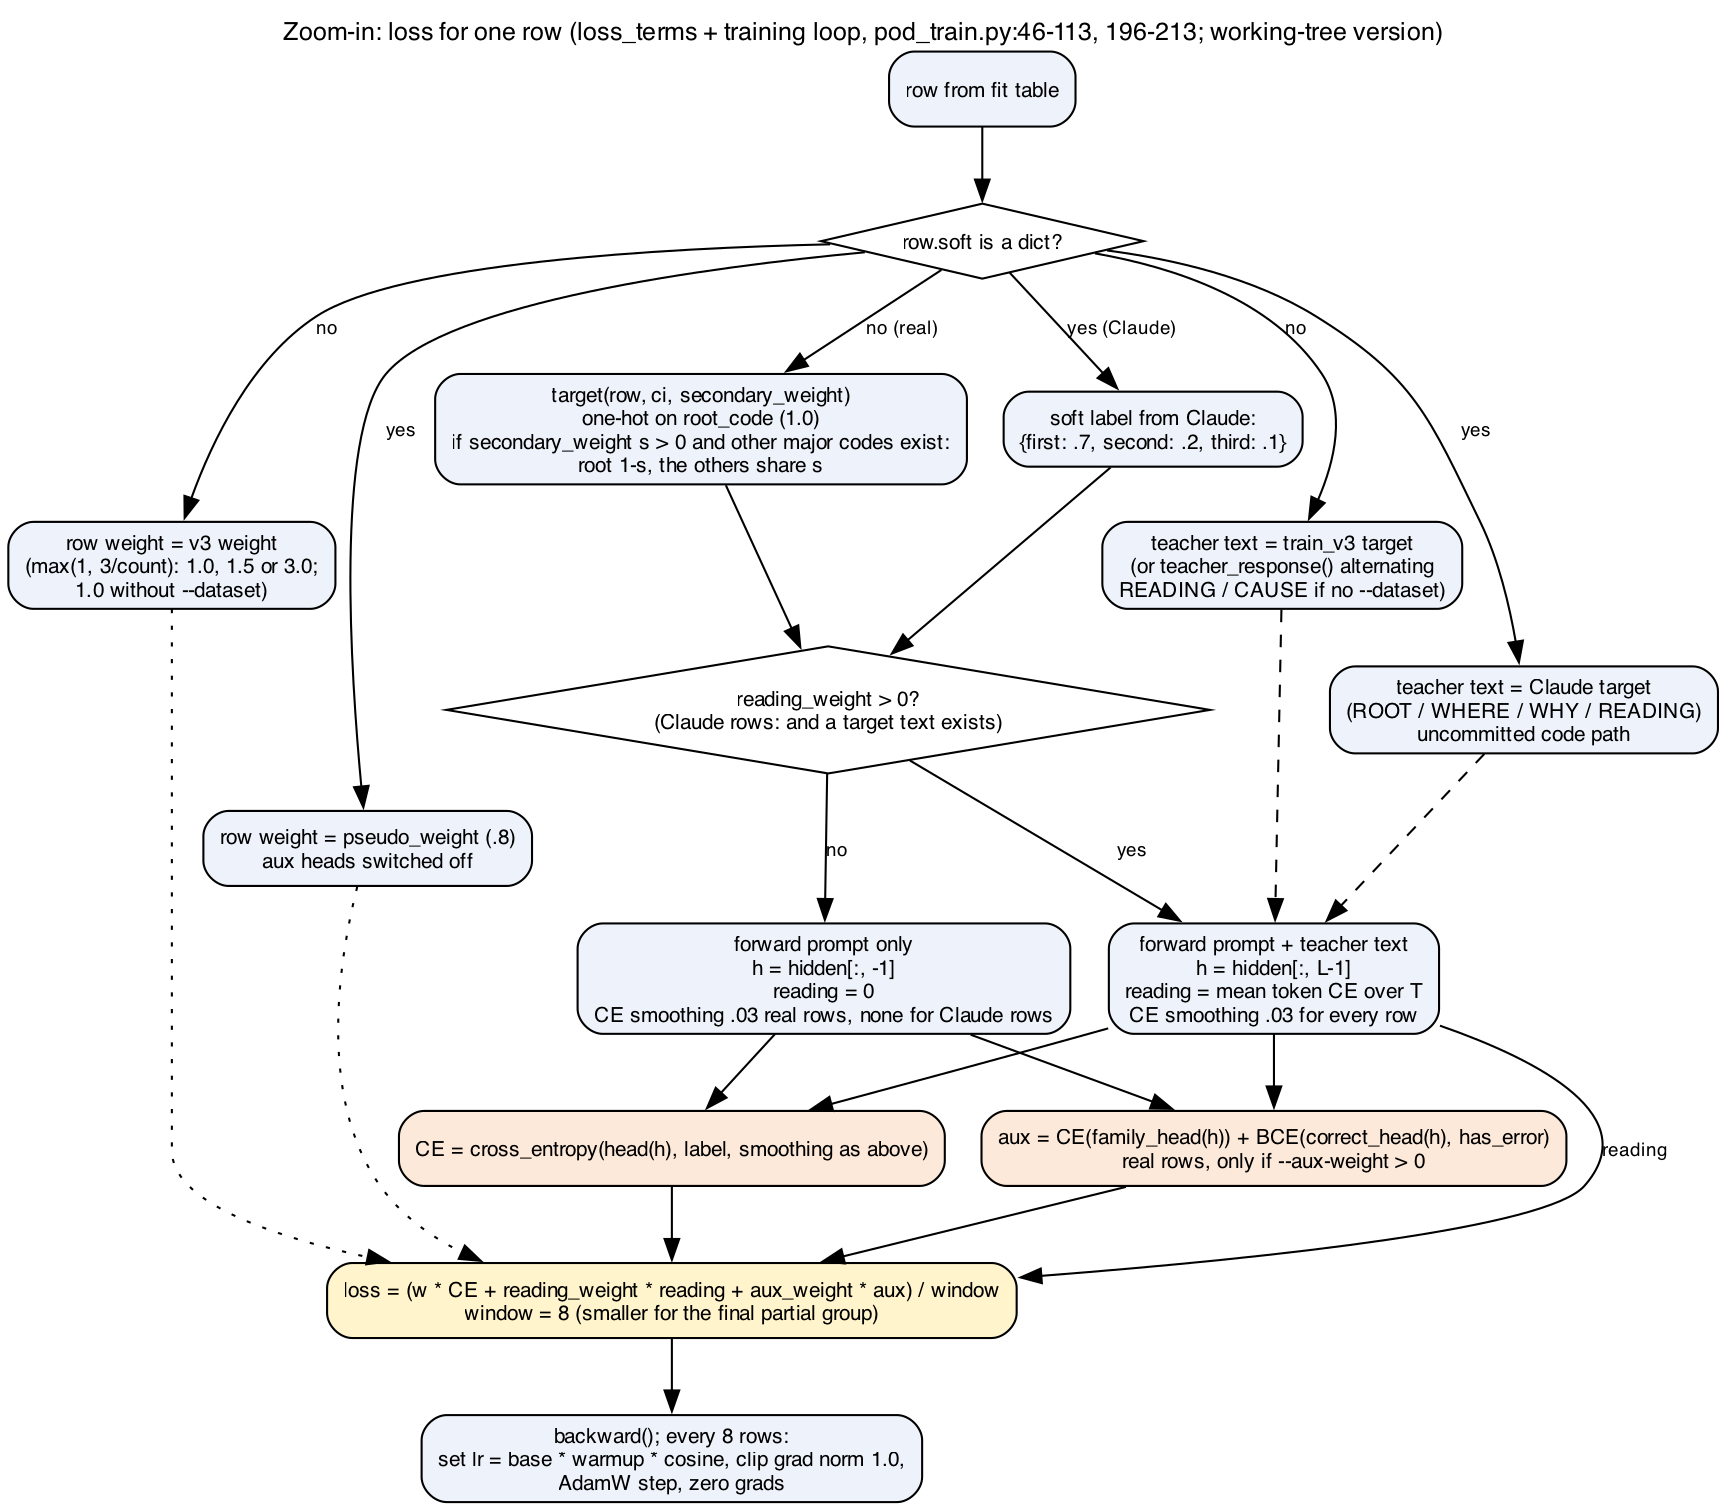 Zoom-in: loss for one row (loss_terms + training loop, pod_train.py:46-113, 196-213; working-tree version)
row from fit table
row.soft is a dict?
no
yes
no (real)
yes (Claude)
no
yes
target(row, ci, secondary_weight)
one-hot on root_code (1.0)
if secondary_weight s > 0 and other major codes exist:
root 1-s, the others share s
soft label from Claude:
{first: .7, second: .2, third: .1}
row weight = v3 weight
(max(1, 3/count): 1.0, 1.5 or 3.0;
1.0 without --dataset)
teacher text = train_v3 target
(or teacher_response() alternating
READING / CAUSE if no --dataset)
teacher text = Claude target
(ROOT / WHERE / WHY / READING)
uncommitted code path
reading_weight > 0?
(Claude rows: and a target text exists)
row weight = pseudo_weight (.8)
aux heads switched off
no
yes
forward prompt only
h = hidden[:, -1]
reading = 0
CE smoothing .03 real rows, none for Claude rows
forward prompt + teacher text
h = hidden[:, L-1]
reading = mean token CE over T
CE smoothing .03 for every row
CE = cross_entropy(head(h), label, smoothing as above)
aux = CE(family_head(h)) + BCE(correct_head(h), has_error)
real rows, only if --aux-weight > 0
reading
loss = (w * CE + reading_weight * reading + aux_weight * aux) / window
window = 8 (smaller for the final partial group)
backward(); every 8 rows:
set lr = base * warmup * cosine, clip grad norm 1.0,
AdamW step, zero grads